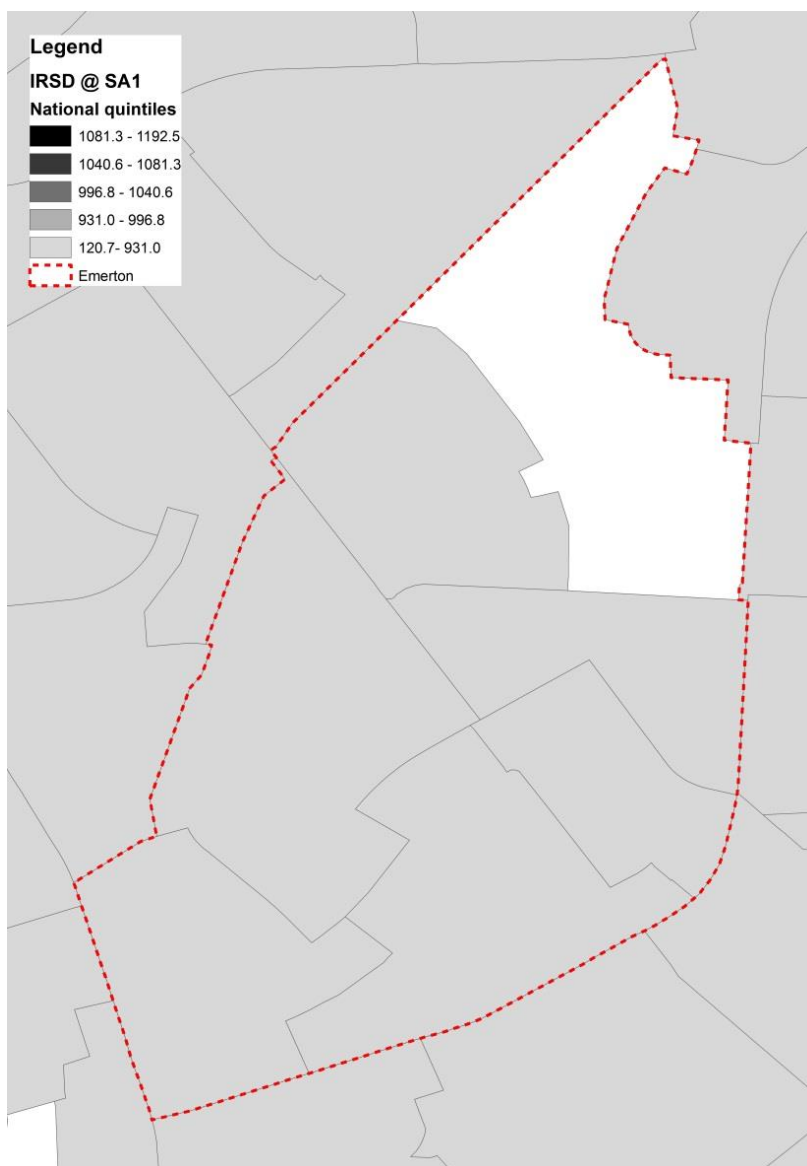 Legend
IRSD @ SA1
National quintiles
1081.3 - 1192.5
1040.6 - 1081.3
996.8 - 1040.6
931.0 - 996.8
120.7- 931.0
Emerton